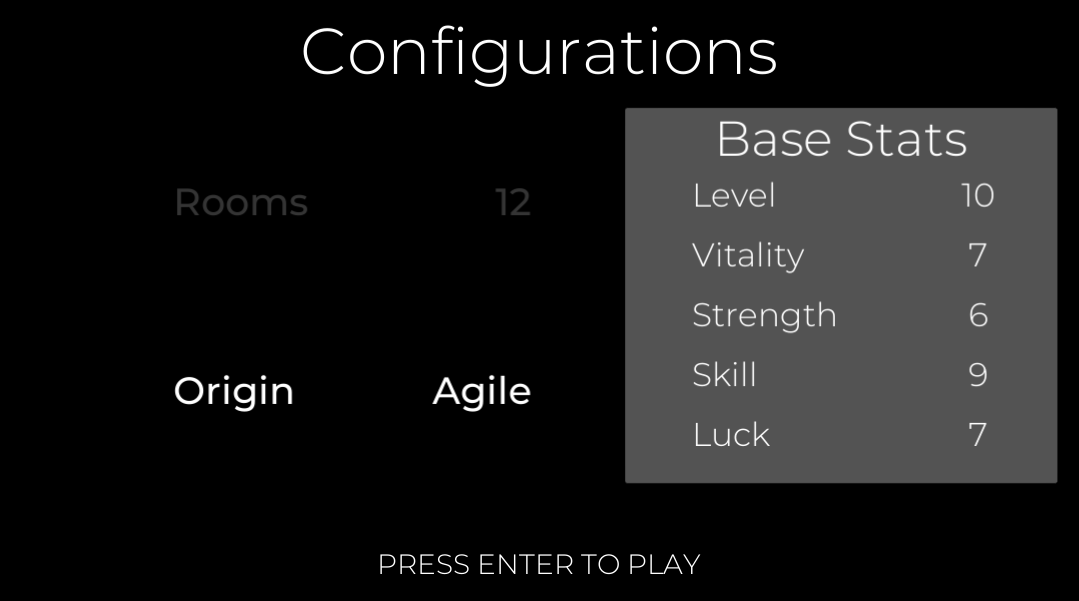 Configurations
Rooms 12
Origin Agile
Base Stats
Level 10
Vitality 7
Strength 6
Skill 9
Luck 7
PRESS ENTER TO PLAY